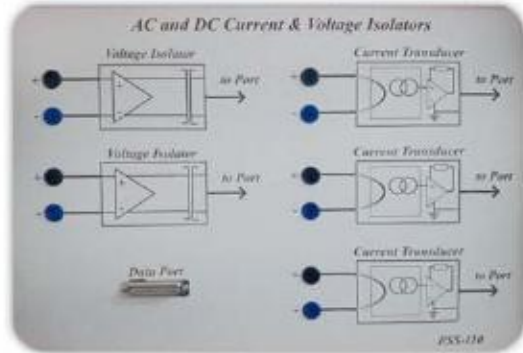 AC and DC Current & Voltage Isolators
Voltage Isolator
Current Transducer
+
to Port
+
to Port
-
-
Voltage Isolator
Current Transducer
+
to Port
+
to Port
-
-
Data Port
Current Transducer
+
to Port
-
PSS-110